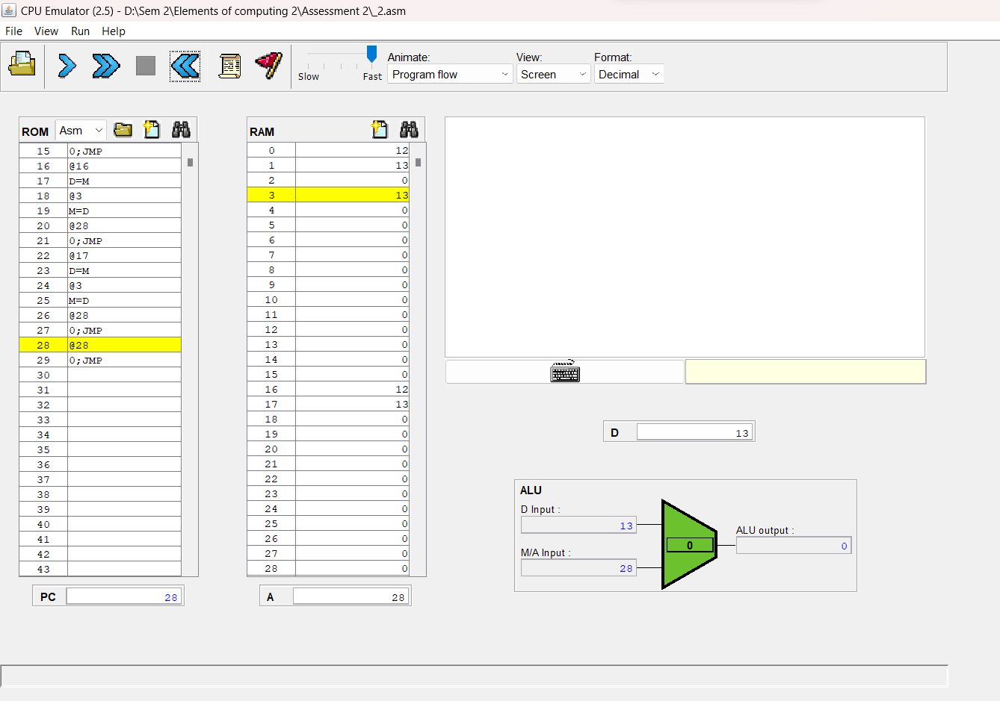 CPU Emulator (2.5) - D:\Sem 2\Elements of computing 2\Assessment 2\_2.asm
File View Run Help
Slow Fast
Animate:
Program flow
View:
Screen
Format:
Decimal
ROM Asm
15 0;JMP
16 @16
17 D=M
18 @3
19 M=D
20 @28
21 0;JMP
22 @17
23 D=M
24 @3
25 M=D
26 @28
27 0;JMP
28 @28
29 0;JMP
30
31
32
33
34
35
36
37
38
39
40
41
42
43
PC 28
RAM
0 12
1 13
2 0
3 13
4 0
5 0
6 0
7 0
8 0
9 0
10 0
11 0
12 0
13 0
14 0
15 0
16 12
17 13
18 0
19 0
20 0
21 0
22 0
23 0
24 0
25 0
26 0
27 0
28 0
A 28
D 13
ALU
D Input :
13
M/A Input :
28
0
ALU output :
0